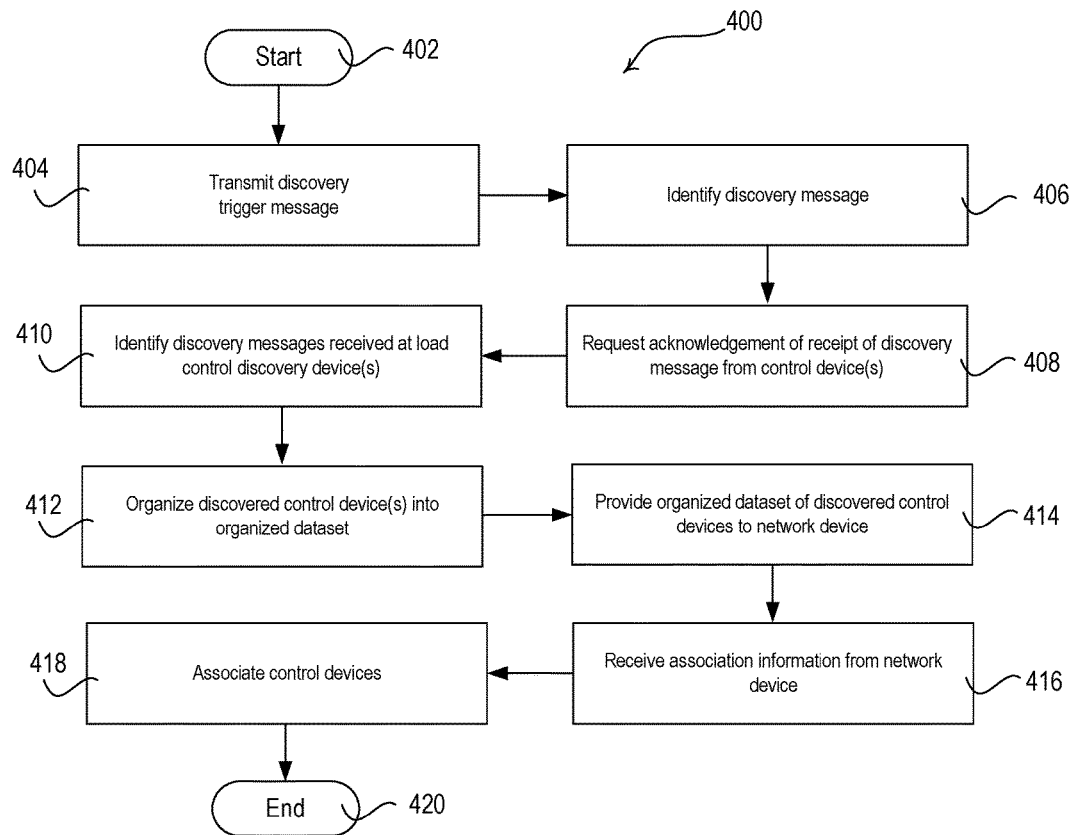 400
Start
402
404
Transmit discovery
trigger message
Identify discovery message
406
410
Identify discovery messages received at load
control discovery device(s)
Request acknowledgement of receipt of discovery
message from control device(s)
408
412
Organize discovered control device(s) into
organized dataset
Provide organized dataset of discovered control
devices to network device
414
418
Associate control devices
Receive association information from network
device
416
End
420